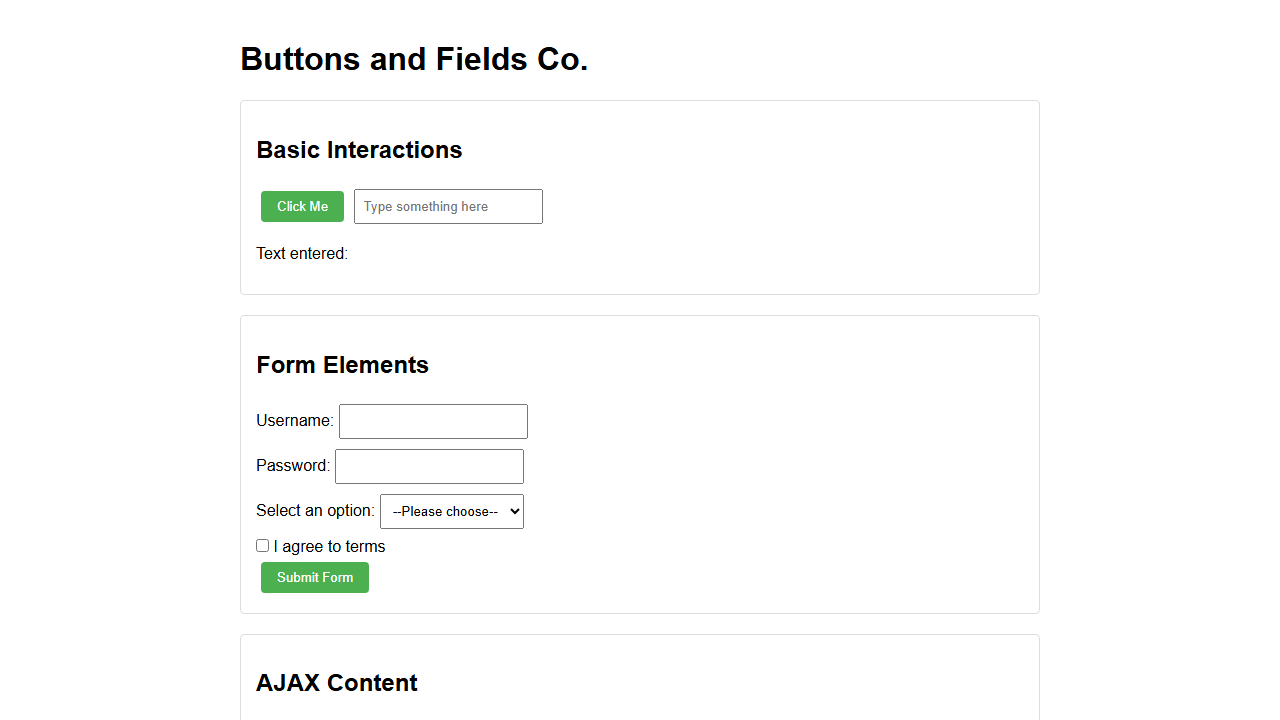 Buttons and Fields Co.
Basic Interactions
Click Me Type something here
Text entered:
Form Elements
Username:
Password:
Select an option: --Please choose--
I agree to terms
Submit Form
AJAX Content